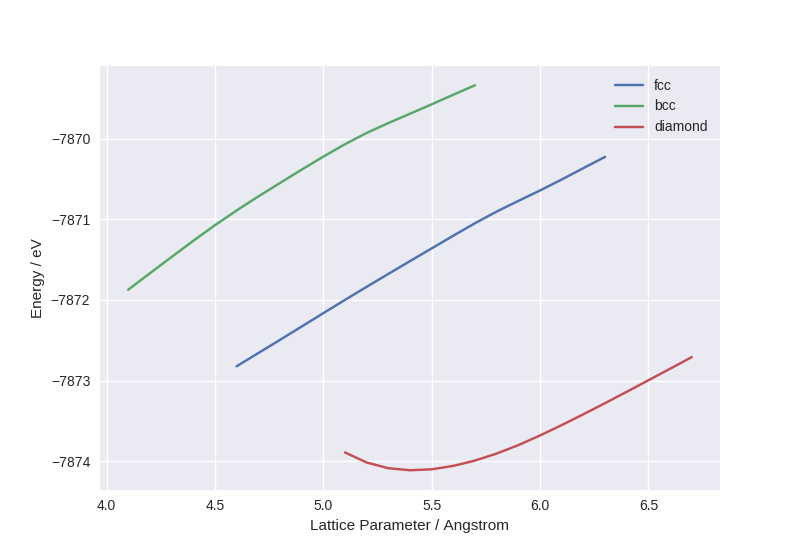 fcc
bcc
diamond
−7870
−7871
−7872
−7873
−7874
Energy / eV
4.0 4.5 5.0 5.5 6.0 6.5
Lattice Parameter / Angstrom